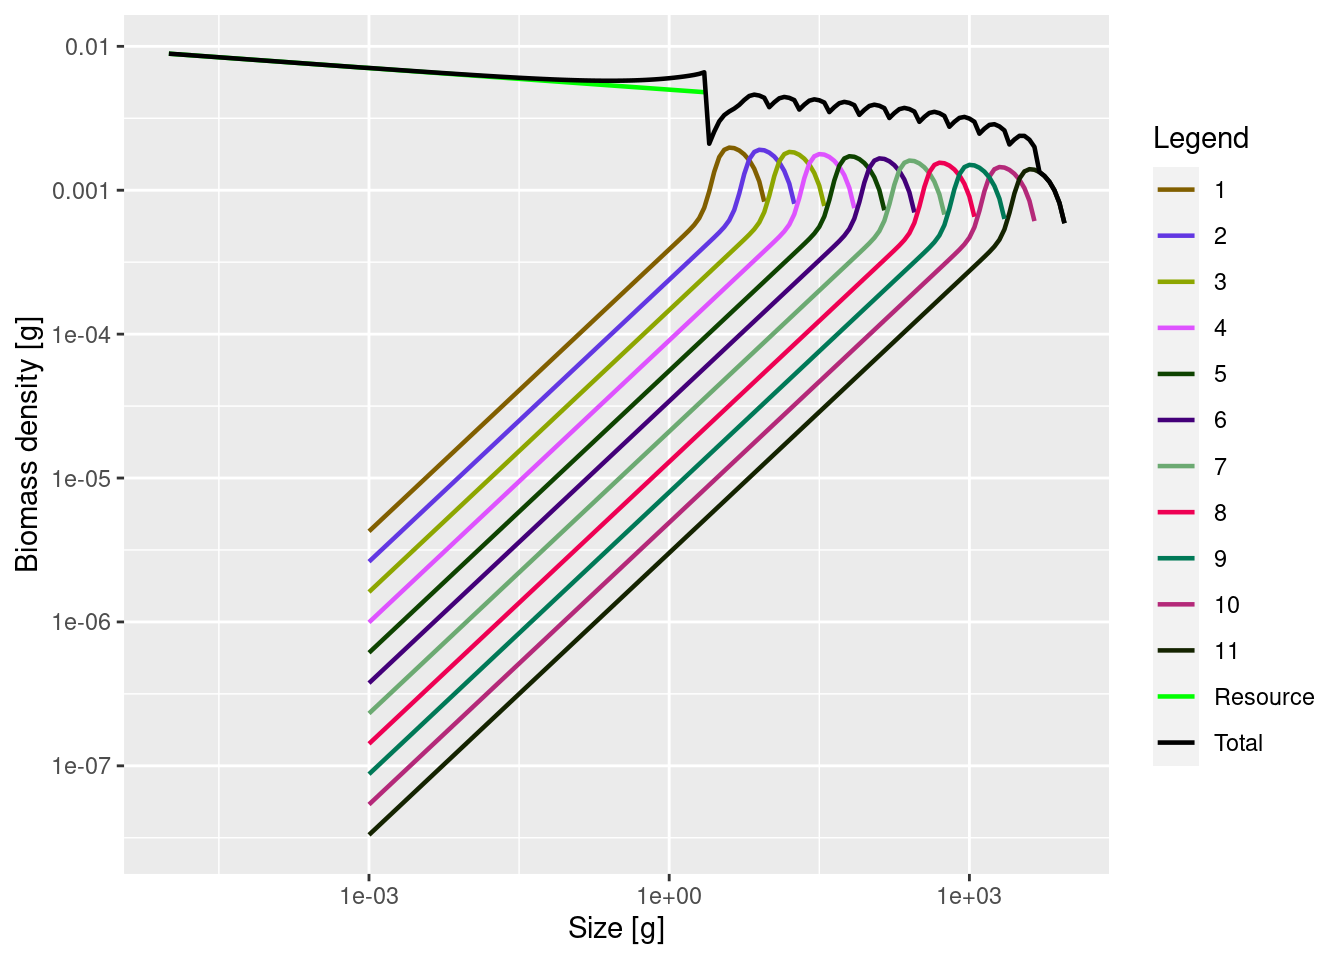 0.01
0.001
1e-04
1e-05
1e-06
1e-07
Biomass density [g]
1e-03
1e+00
1e+03
Size [g]
Legend
1
2
3
4
5
6
7
8
9
10
11
Resource
Total